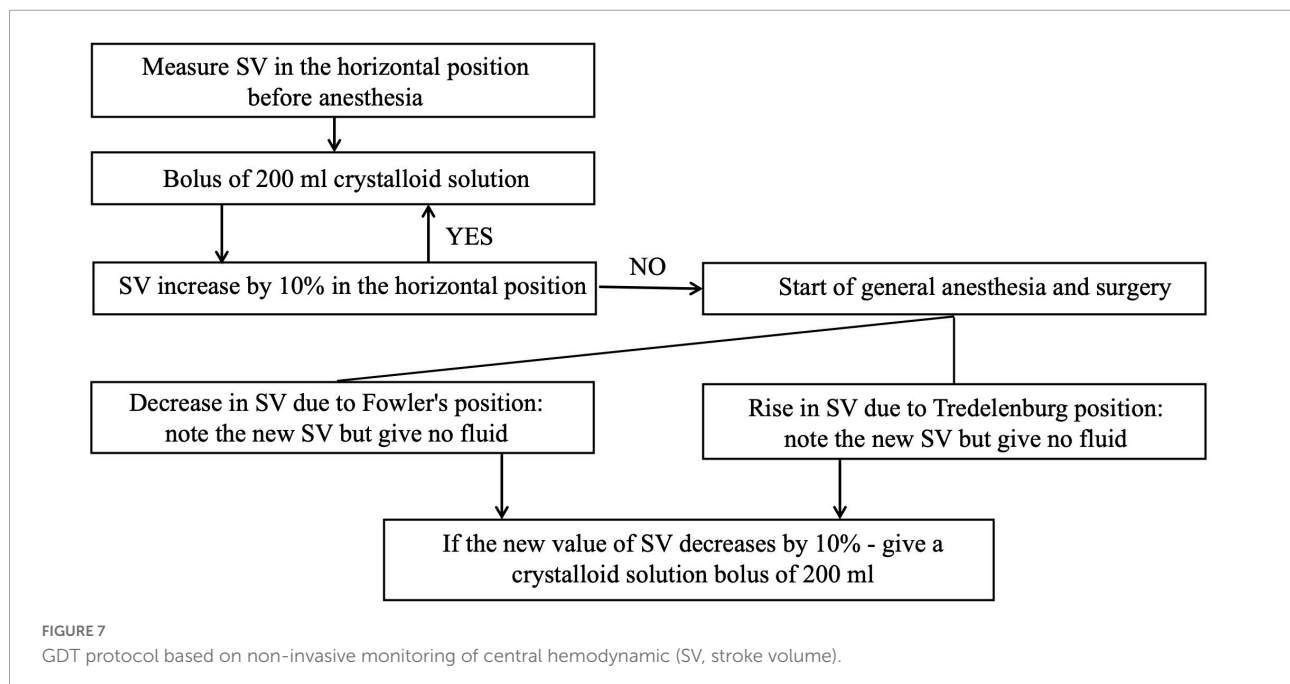 Measure SV in the horizontal position
before anesthesia
Bolus of 200 ml crystalloid solution
YES
SV increase by 10% in the horizontal position
NO
Start of general anesthesia and surgery
Decrease in SV due to Fowler's position:
note the new SV but give no fluid
Rise in SV due to Tredelenburg position:
note the new SV but give no fluid
If the new value of SV decreases by 10% - give a
crystalloid solution bolus of 200 ml
FIGURE 7
GDT protocol based on non-invasive monitoring of central hemodynamic (SV, stroke volume).